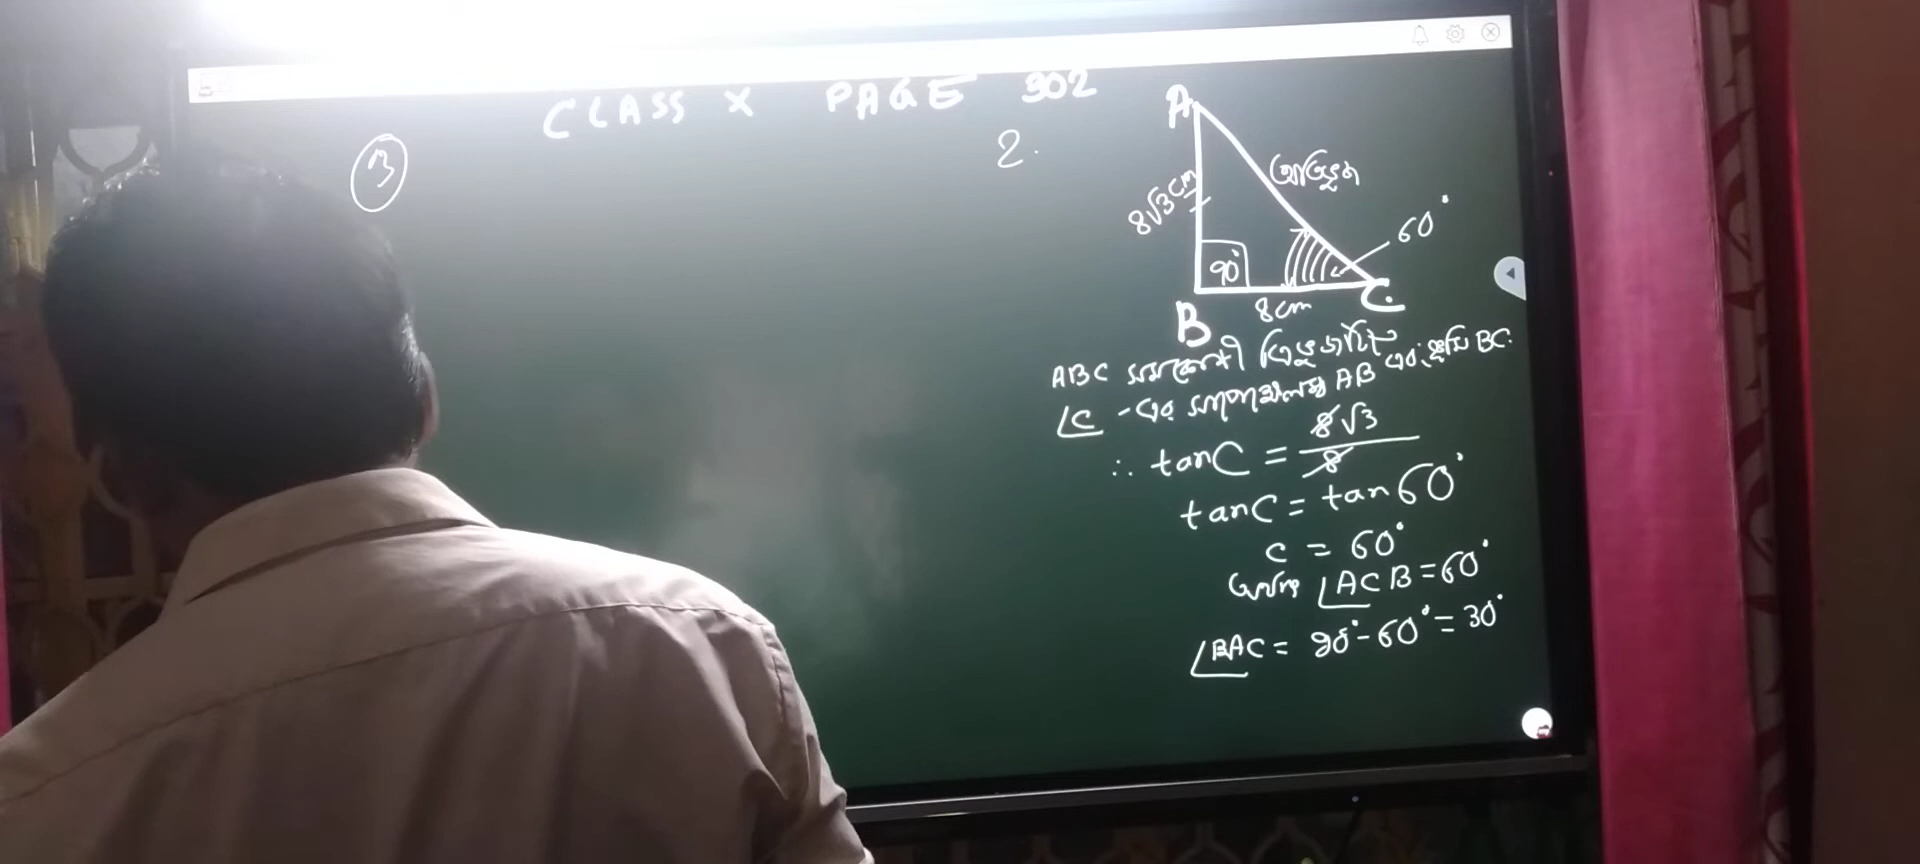 CLASS X PAGE 302
3
2.
A
8√3 cm
অতিভুজ
60°
90°
B
8cm
C
ABC সমকোণী ত্রিভুজটিতে
এর ভূমি BC.
∠C -এর AB
∴ tanC = 8√3/8
tanC = tan60°
c = 60°
∠ACB = 60°
∠BAC = 90° - 60° = 30°